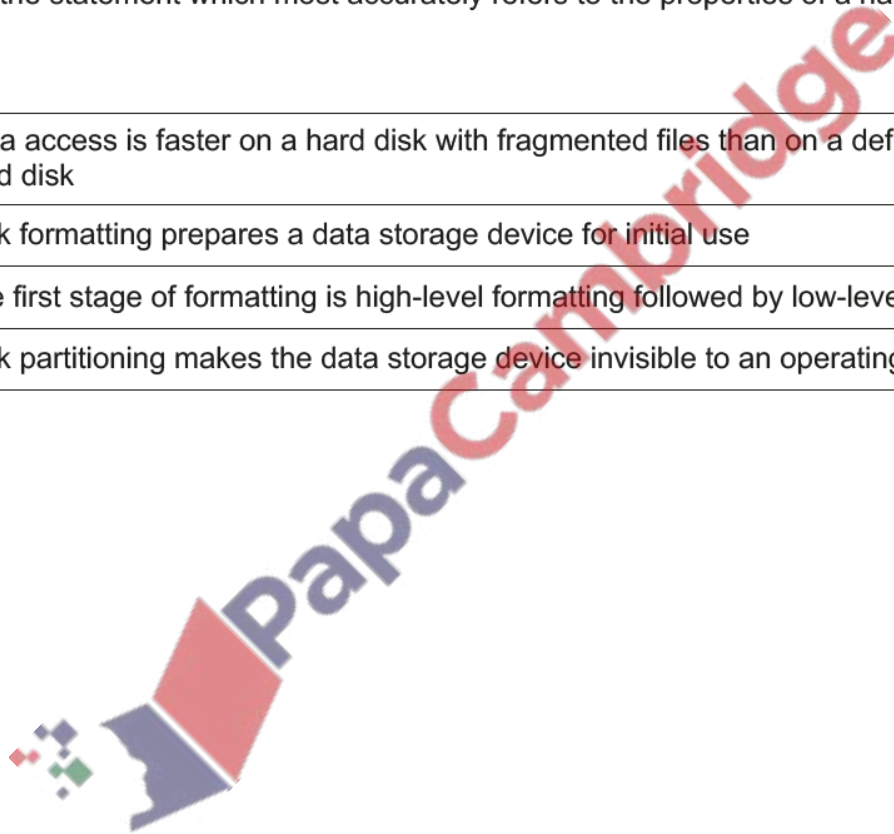 the statement which most accurately refers to the properties of a ha
a access is faster on a hard disk with fragmented files than on a def
d disk
k formatting prepares a data storage device for initial use
e first stage of formatting is high-level formatting followed by low-leve
k partitioning makes the data storage device invisible to an operating
PapaCambridge